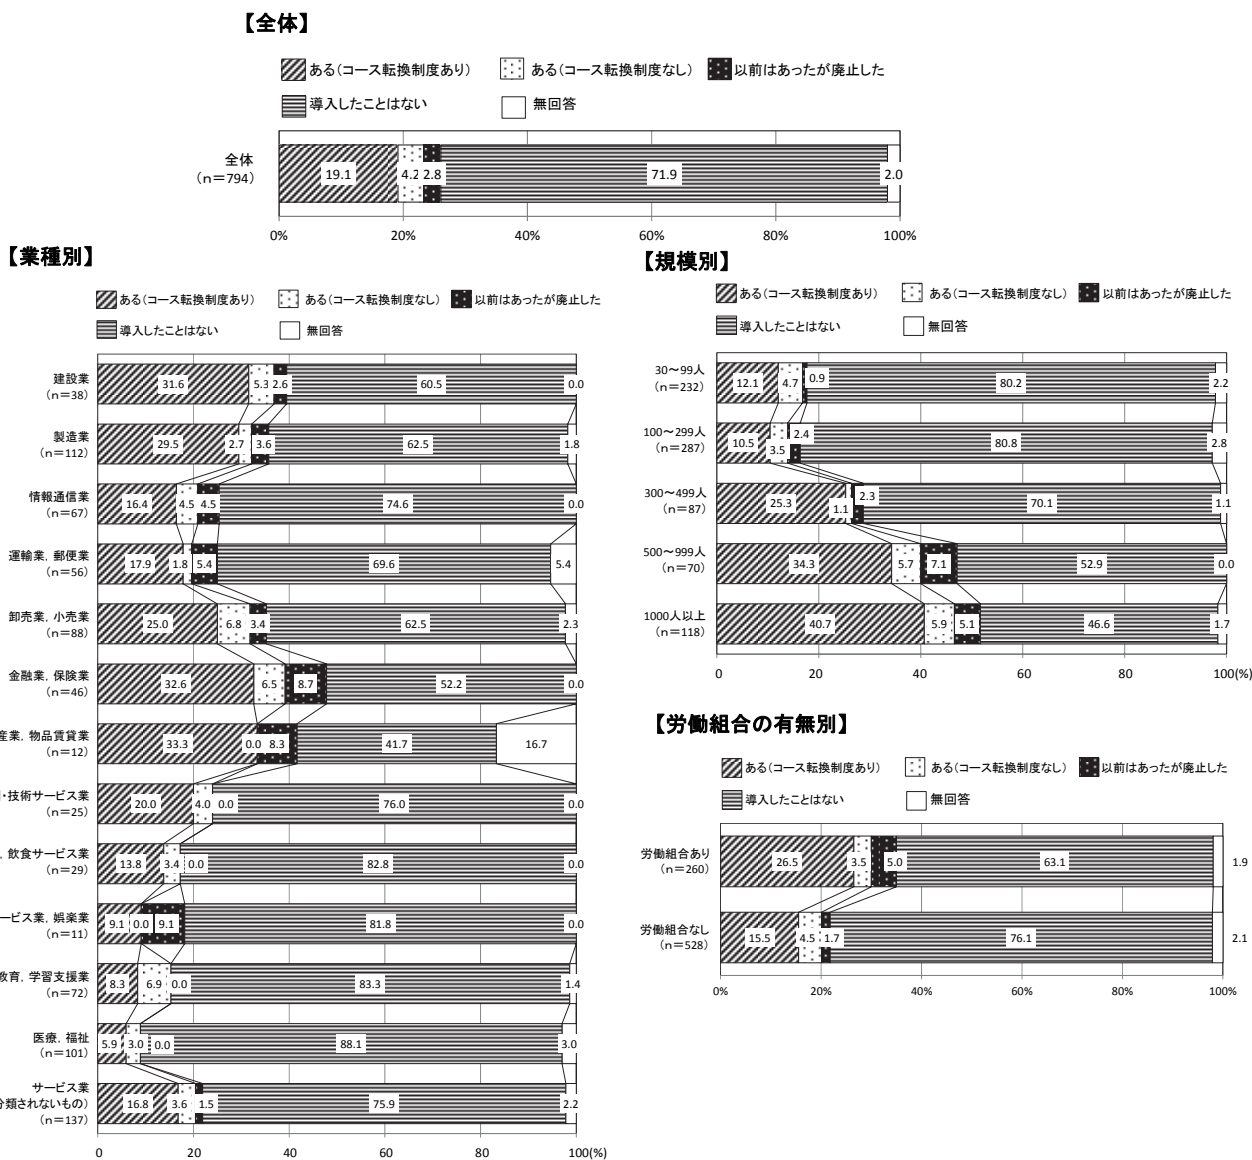 【全体】
ある(コース転換制度あり) ある(コース転換制度なし) 以前はあったが廃止した
導入したことはない 無回答
全体
(n=794)
19.1 4.2 2.8 71.9 2.0
0% 20% 40% 60% 80% 100%
【業種別】
ある(コース転換制度あり) ある(コース転換制度なし) 以前はあったが廃止した
導入したことはない 無回答
建設業
(n=38)
31.6 5.3 2.6 60.5 0.0
製造業
(n=112)
29.5 2.7 3.6 62.5 1.8
情報通信業
(n=67)
16.4 4.5 4.5 74.6 0.0
運輸業, 郵便業
(n=56)
17.9 1.8 5.4 69.6 5.4
卸売業, 小売業
(n=88)
25.0 6.8 3.4 62.5 2.3
金融業, 保険業
(n=46)
32.6 6.5 8.7 52.2 0.0
産業, 物品賃貸業
(n=12)
33.3 0.0 8.3 41.7 16.7
・技術サービス業
(n=25)
20.0 4.0 0.0 76.0 0.0
, 飲食サービス業
(n=29)
13.8 3.4 0.0 82.8 0.0
ービス業, 娯楽業
(n=11)
9.1 0.0 9.1 81.8 0.0
教育, 学習支援業
(n=72)
8.3 6.9 0.0 83.3 1.4
医療, 福祉
(n=101)
5.9 3.0 0.0 88.1 3.0
サービス業
分類されないもの)
(n=137)
16.8 3.6 1.5 75.9 2.2
0 20 40 60 80 100(%)
【規模別】
ある(コース転換制度あり) ある(コース転換制度なし) 以前はあったが廃止した
導入したことはない 無回答
30~99人
(n=232)
12.1 4.7 0.9 80.2 2.2
100~299人
(n=287)
10.5 3.5 2.4 80.8 2.8
300~499人
(n=87)
25.3 1.1 2.3 70.1 1.1
500~999人
(n=70)
34.3 5.7 7.1 52.9 0.0
1000人以上
(n=118)
40.7 5.9 5.1 46.6 1.7
0 20 40 60 80 100(%)
【労働組合の有無別】
ある(コース転換制度あり) ある(コース転換制度なし) 以前はあったが廃止した
導入したことはない 無回答
労働組合あり
(n=260)
26.5 3.5 5.0 63.1 1.9
労働組合なし
(n=528)
15.5 4.5 1.7 76.1 2.1
0% 20% 40% 60% 80% 100%